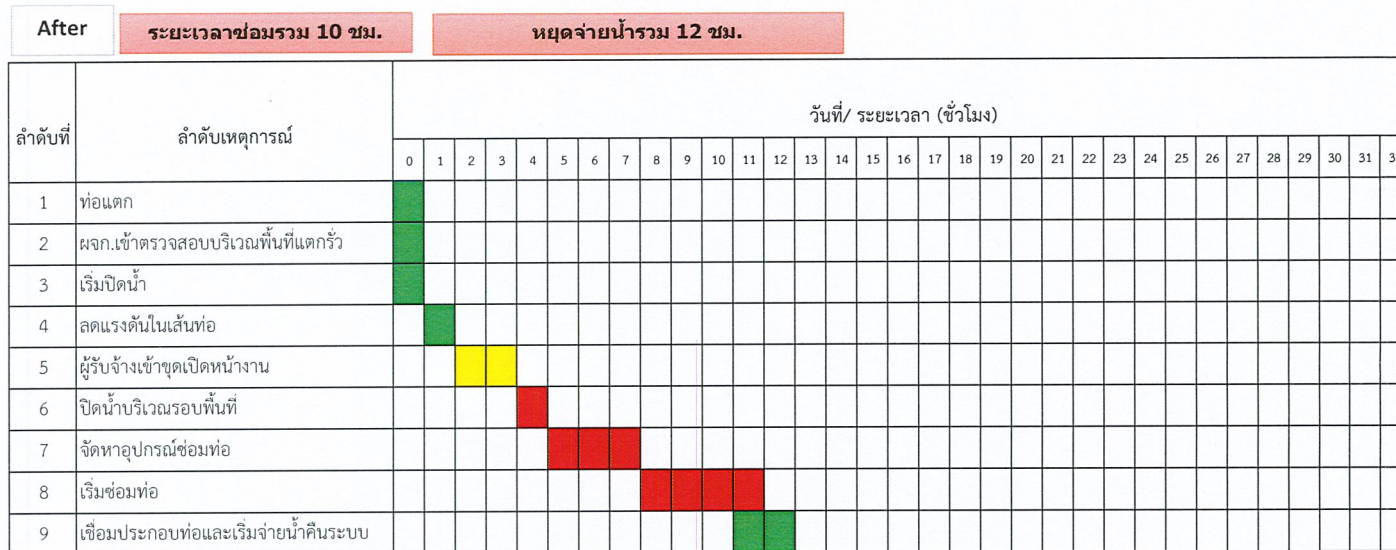 After
ระยะเวลาซ่อมรวม 10 ชม.
หยุดจ่ายน้ำรวม 12 ชม.
ลำดับที่
ลำดับเหตุการณ์
วันที่/ ระยะเวลา (ชั่วโมง)
0 1 2 3 4 5 6 7 8 9 10 11 12 13 14 15 16 17 18 19 20 21 22 23 24 25 26 27 28 29 30 31
1 ท่อแตก
2 ผจก.เข้าตรวจสอบบริเวณพื้นที่แตกรั่ว
3 เริ่มปิดน้ำ
4 ลดแรงดันในเส้นท่อ
5 ผู้รับจ้างเข้าขุดเปิดหน้างาน
6 ปิดน้ำบริเวณรอบพื้นที่
7 จัดหาอุปกรณ์ซ่อมท่อ
8 เริ่มซ่อมท่อ
9 เชื่อมประกอบท่อและเริ่มจ่ายน้ำคืนระบบ